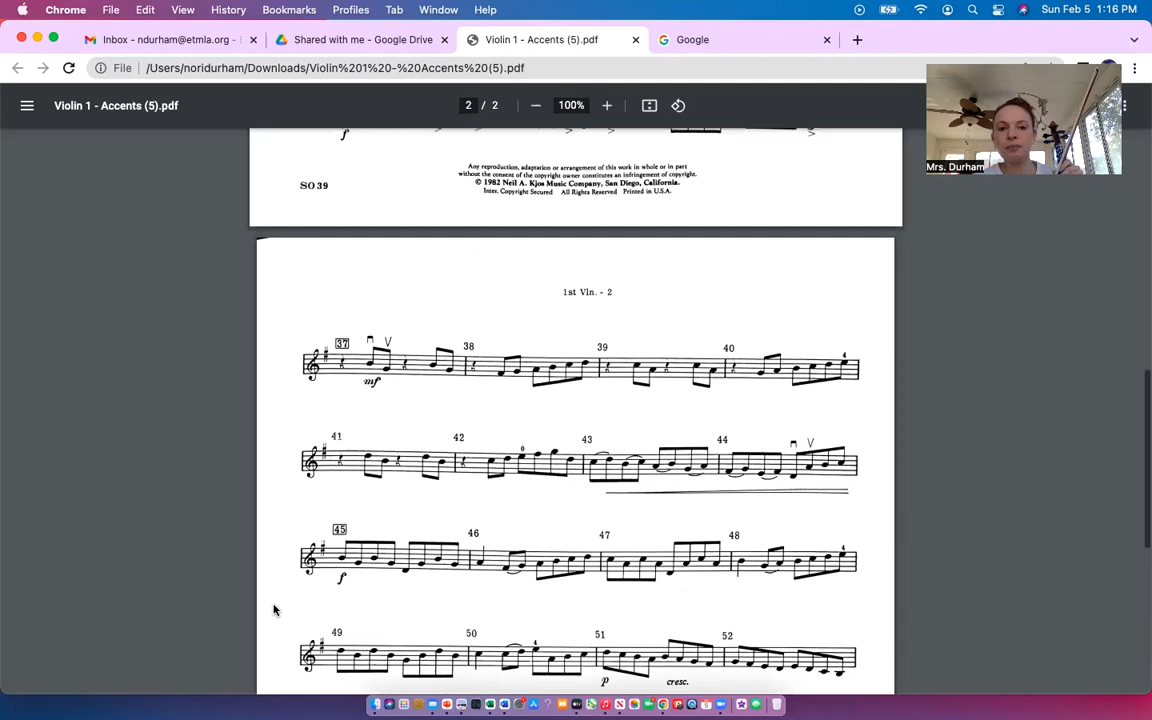 Chrome File Edit View History Bookmarks Profiles Tab Window Help Sun Feb 5 1:16 PM
Inbox - ndurham@etmla.org - Shared with me - Google Drive Violin 1 - Accents (5).pdf Google
File /Users/noridurham/Downloads/Violin%201%20-%20Accents%20(5).pdf
Violin 1 - Accents (5).pdf 2 / 2 100%
Mrs. Durham
f
Any reproduction, adaptation or arrangement of this work in whole or in part
without the consent of the copyright owner constitutes an infringement of copyright.
SO 39
© 1982 Neil A. Kjos Music Company, San Diego, California.
Inter. Copyright Secured All Rights Reserved Printed in U.S.A.
1st Vln. - 2
37 38 39 40
4
mf
41 42 43 44
0
45 46 47 48
4
f
49 50 51 52
4
p cresc.